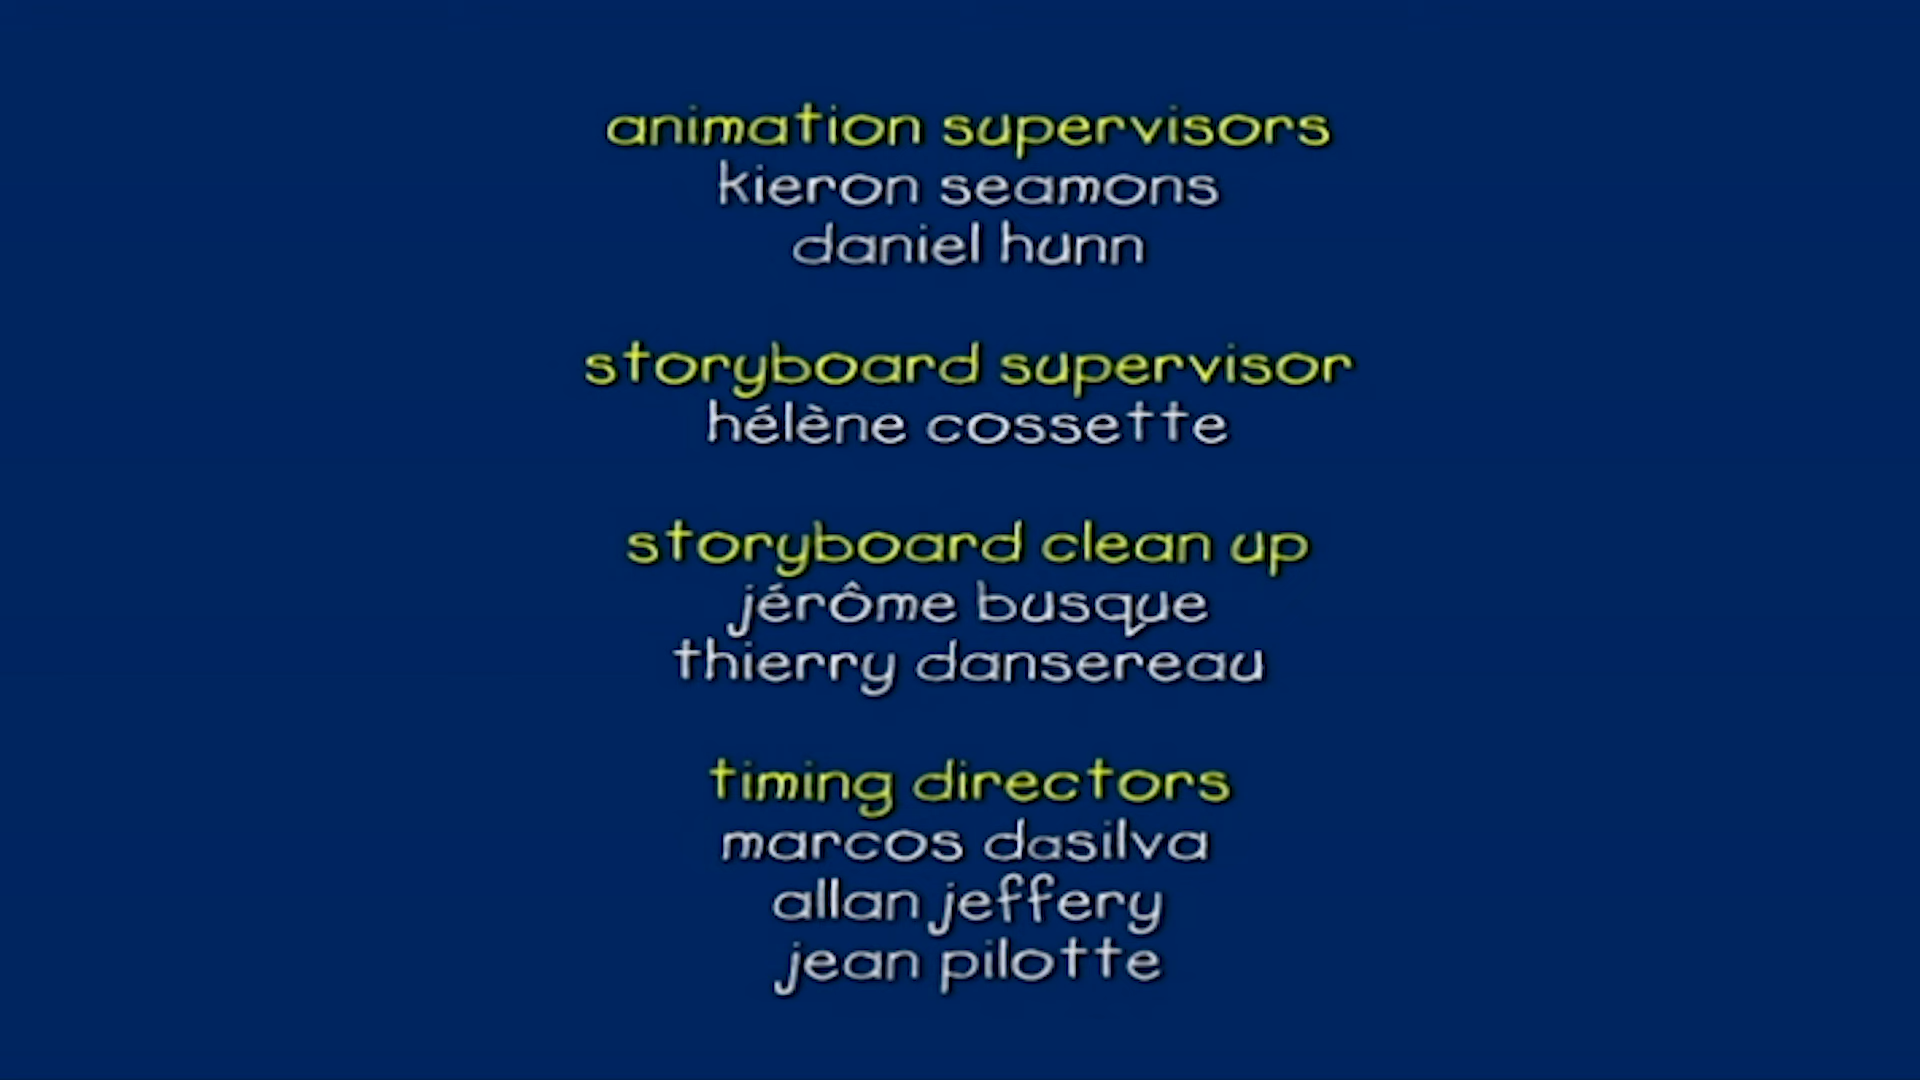 animation supervisors
kieron seamons
daniel hunn
storyboard supervisor
hélène cossette
storyboard clean up
jérôme busque
thierry dansereau
timing directors
marcos dasilva
allan jeffery
jean pilotte